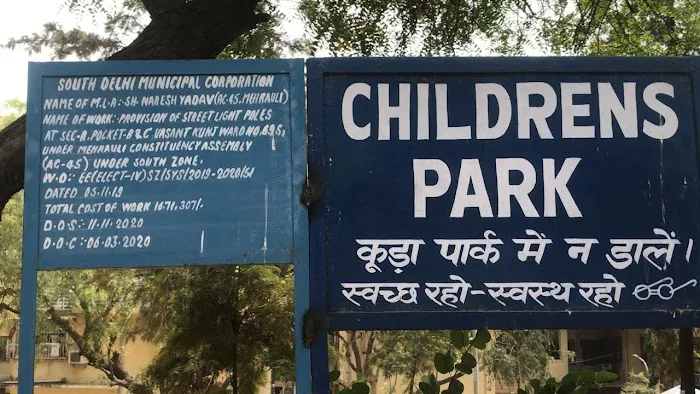 SOUTH DELHI MUNICIPAL CORPORATION
NAME OF M.L.A:-SH. NARESH YADAV(AC-45, MEHRAULI)
NAME OF WORK:-PROVISION OF STREET LIGHT POLES
AT SEC-A, POCKET-B&C VASANT KUNJ WARD NO.69S,
UNDER MEHRAULI CONSTITUENCY ASSEMBLY
(AC-45) UNDER SOUTH ZONE.
W.O:- EE(ELECT-IV)SZ/SYS/2019-2020/51
DATED 05.11.19
TOTAL COST OF WORK 16,71,307/.
D.O.S:-11.11.2020
D.O.C:-06.03.2020
CHILDRENS
PARK
कूड़ा पार्क में न डालें।
स्वच्छ रहो-स्वस्थ रहो